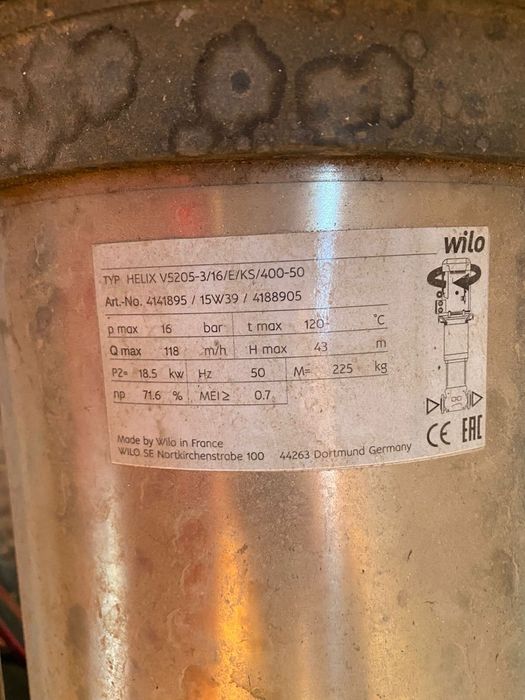 wilo
TYP HELIX V5205-3/16/E/KS/400-50
Art.-No. 4141895 / 15W39 / 4188905
p max 16 bar t max 120 °C
Q max 118 m/h H max 43 m
P2= 18.5 kw Hz 50 M= 225 kg
ηp 71.6 % MEI≥ 0.7
Made by Wilo in France
WILO SE Nortkirchenstrobe 100 44263 Dortmund Germany
CE EAC